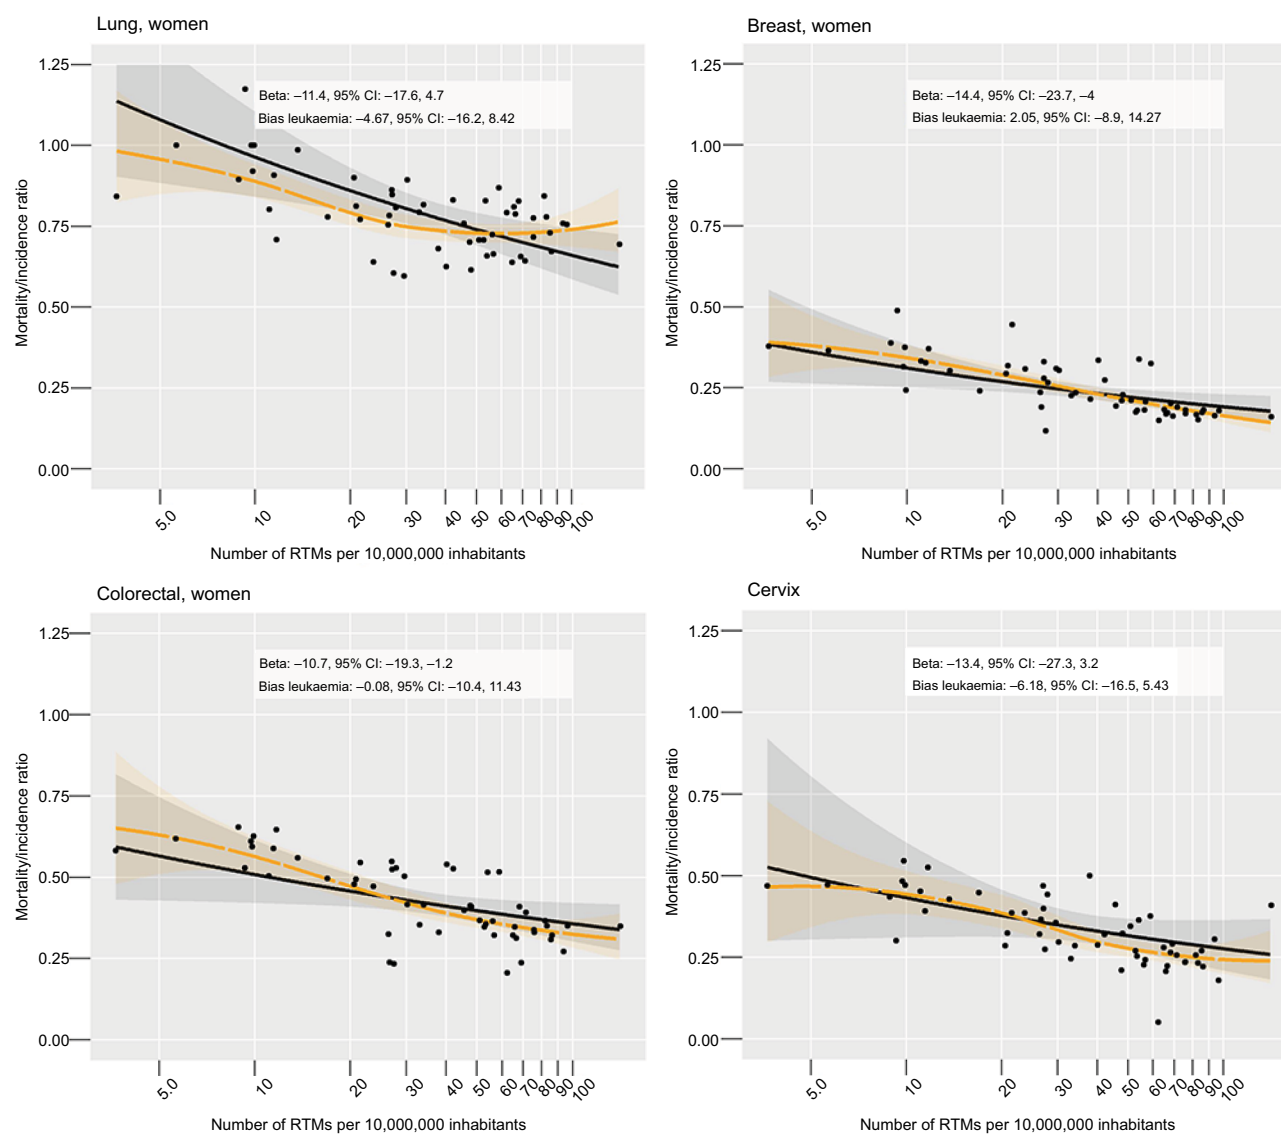 Lung, women
1.25
1.00
0.75
0.50
0.25
0.00
Mortality/incidence ratio
Beta: –11.4, 95% CI: –17.6, 4.7
Bias leukaemia: –4.67, 95% CI: –16.2, 8.42
5.0 10 20 30 40 50 60 70 80 90 100
Number of RTMs per 10,000,000 inhabitants
Breast, women
1.25
1.00
0.75
0.50
0.25
0.00
Mortality/incidence ratio
Beta: –14.4, 95% CI: –23.7, –4
Bias leukaemia: 2.05, 95% CI: –8.9, 14.27
5.0 10 20 30 40 50 60 70 80 90 100
Number of RTMs per 10,000,000 inhabitants
Colorectal, women
1.25
1.00
0.75
0.50
0.25
0.00
Mortality/incidence ratio
Beta: –10.7, 95% CI: –19.3, –1.2
Bias leukaemia: –0.08, 95% CI: –10.4, 11.43
5.0 10 20 30 40 50 60 70 80 90 100
Number of RTMs per 10,000,000 inhabitants
Cervix
1.25
1.00
0.75
0.50
0.25
0.00
Mortality/incidence ratio
Beta: –13.4, 95% CI: –27.3, 3.2
Bias leukaemia: –6.18, 95% CI: –16.5, 5.43
5.0 10 20 30 40 50 60 70 80 90 100
Number of RTMs per 10,000,000 inhabitants